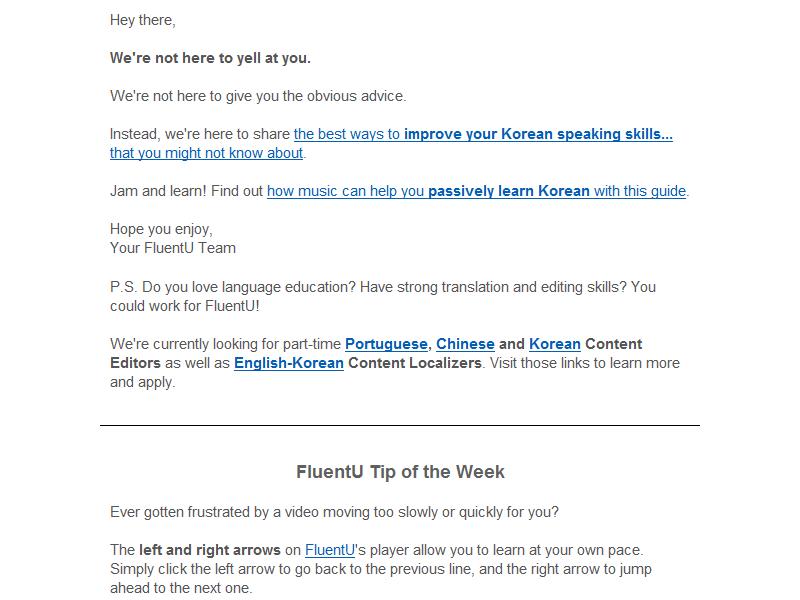 Hey there,
We're not here to yell at you.
We're not here to give you the obvious advice.
Instead, we're here to share the best ways to improve your Korean speaking skills...
that you might not know about.
Jam and learn! Find out how music can help you passively learn Korean with this guide.
Hope you enjoy,
Your FluentU Team
P.S. Do you love language education? Have strong translation and editing skills? You
could work for FluentU!
We're currently looking for part-time Portuguese, Chinese and Korean Content
Editors as well as English-Korean Content Localizers. Visit those links to learn more
and apply.
FluentU Tip of the Week
Ever gotten frustrated by a video moving too slowly or quickly for you?
The left and right arrows on FluentU's player allow you to learn at your own pace.
Simply click the left arrow to go back to the previous line, and the right arrow to jump
ahead to the next one.